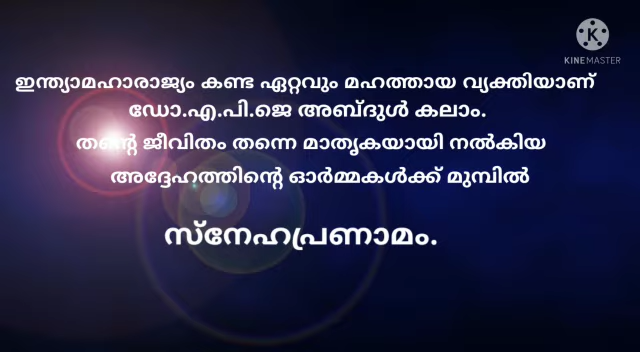 KINEMASTER
ഇന്ത്യാമഹാരാജ്യം കണ്ട ഏറ്റവും മഹത്തായ വ്യക്തിയാണ്
ഡോ.എ.പി.ജെ അബ്ദുൾ കലാം.
തന്റെ ജീവിതം തന്നെ മാതൃകയായി നൽകിയ
അദ്ദേഹത്തിന്റെ ഓർമ്മകൾക്ക് മുമ്പിൽ
സ്നേഹപ്രണാമം.